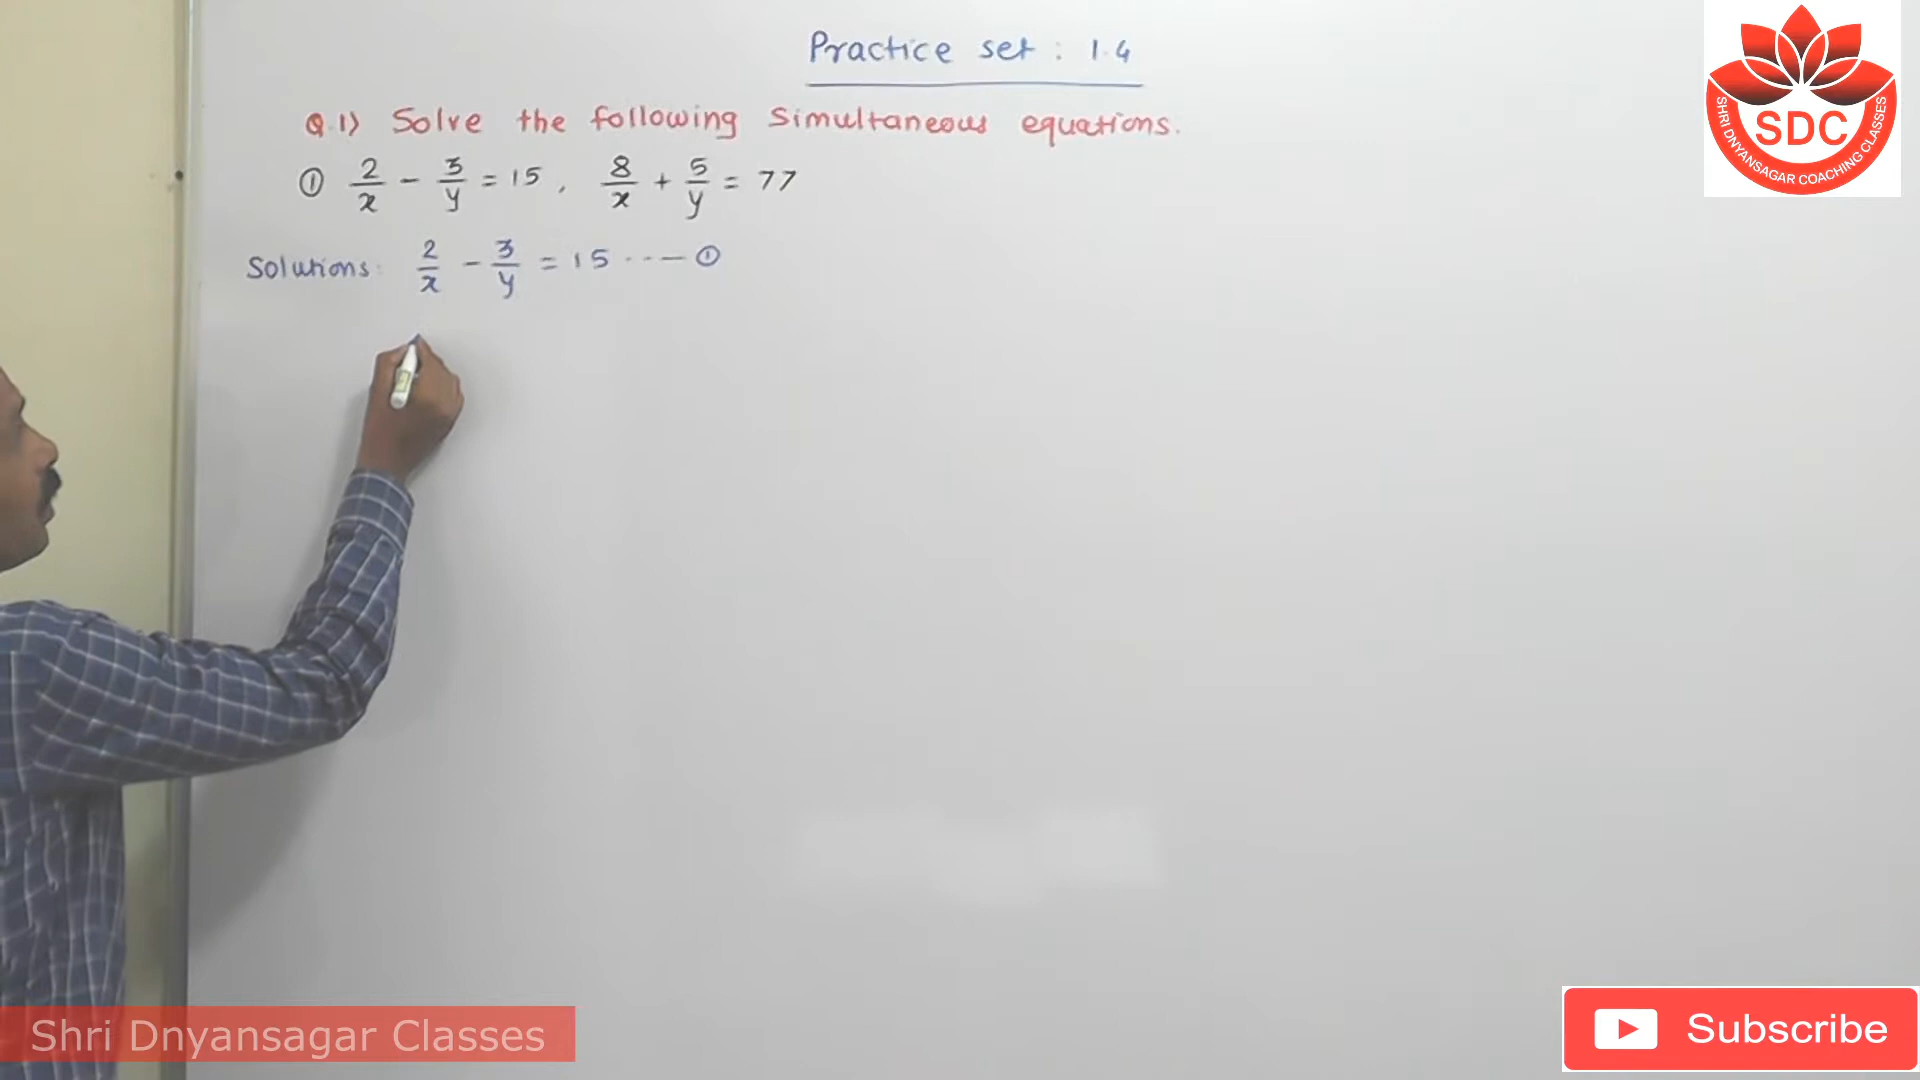 Practice set : 1.4
Q.1) Solve the following Simultaneous equations.
① 2/x - 3/y = 15 , 8/x + 5/y = 77
Solutions: 2/x - 3/y = 15 ---- ①
SDC
SHRI DNYANSAGAR COACHING CLASSES
Shri Dnyansagar Classes
Subscribe